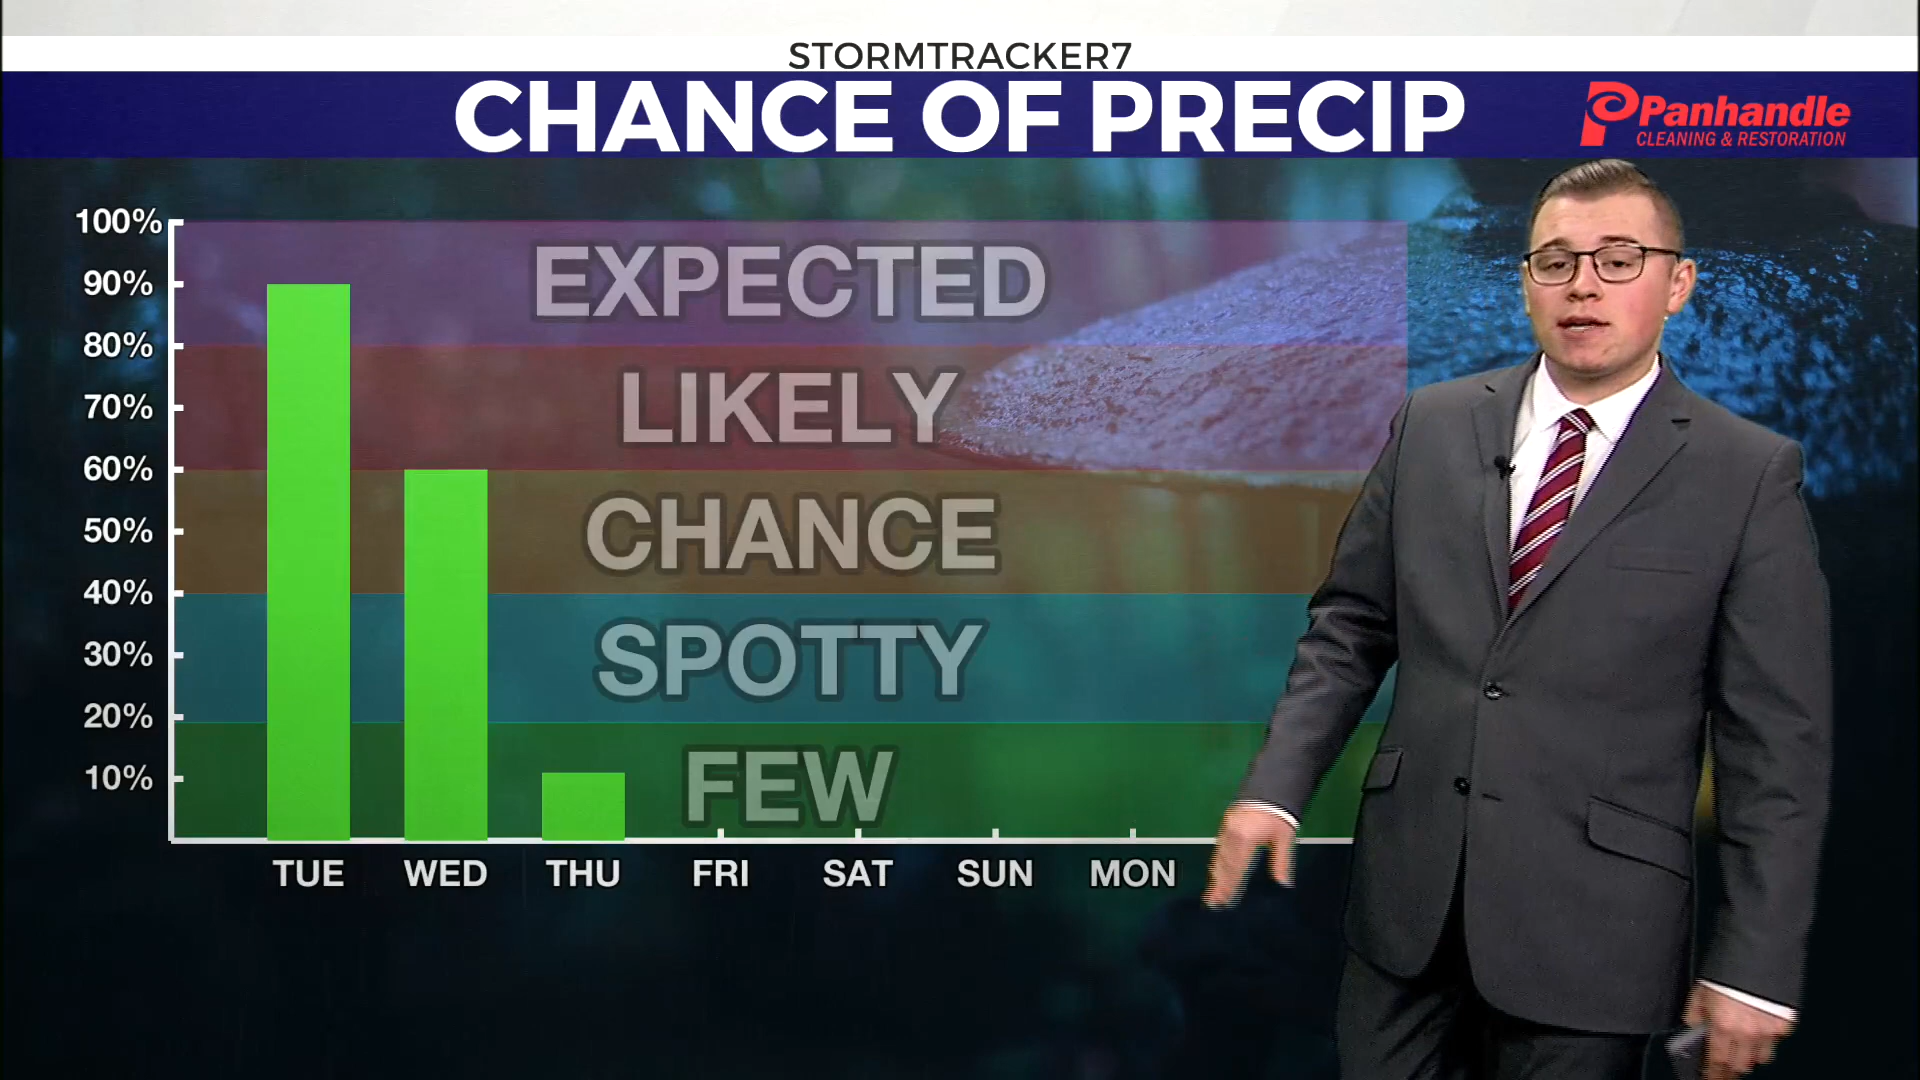 STORMTRACKER7
CHANCE OF PRECIP
Panhandle
CLEANING & RESTORATION
100%
90%
80%
70%
60%
50%
40%
30%
20%
10%
EXPECTED
LIKELY
CHANCE
SPOTTY
FEW
TUE WED THU FRI SAT SUN MON